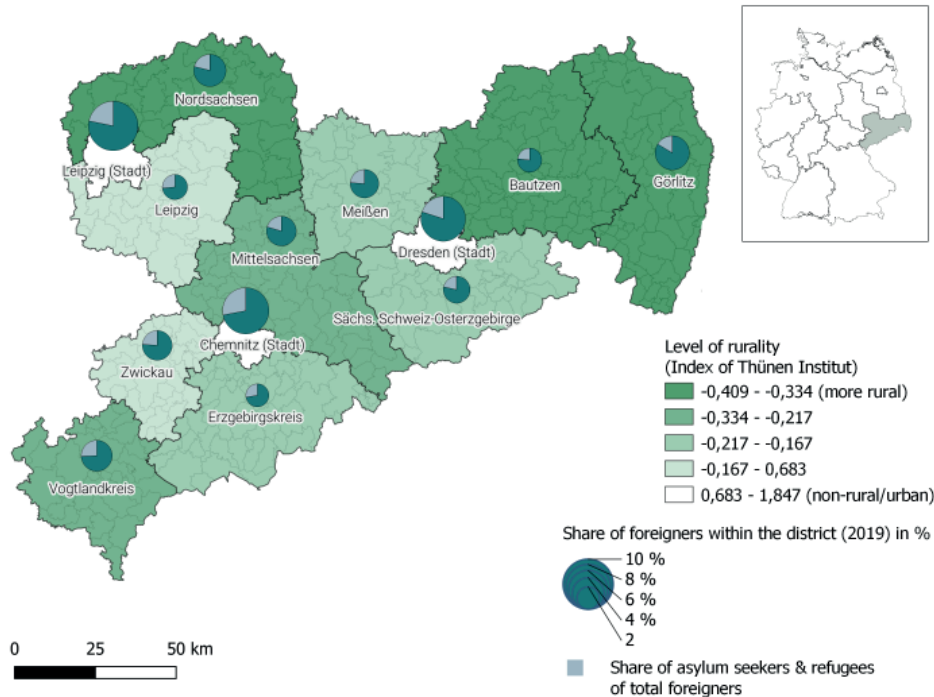 Nordsachsen
Leipzig (Stadt)
Leipzig
Meißen
Bautzen
Görlitz
Mittelsachsen
Dresden (Stadt)
Sächs. Schweiz-Osterzgebirge
Chemnitz (Stadt)
Zwickau
Erzgebirgskreis
Vogtlandkreis
Level of rurality
(Index of Thünen Institut)
-0,409 - -0,334 (more rural)
-0,334 - -0,217
-0,217 - -0,167
-0,167 - 0,683
0,683 - 1,847 (non-rural/urban)
Share of foreigners within the district (2019) in %
10 %
8 %
6 %
4 %
2
Share of asylum seekers & refugees
of total foreigners
0 25 50 km